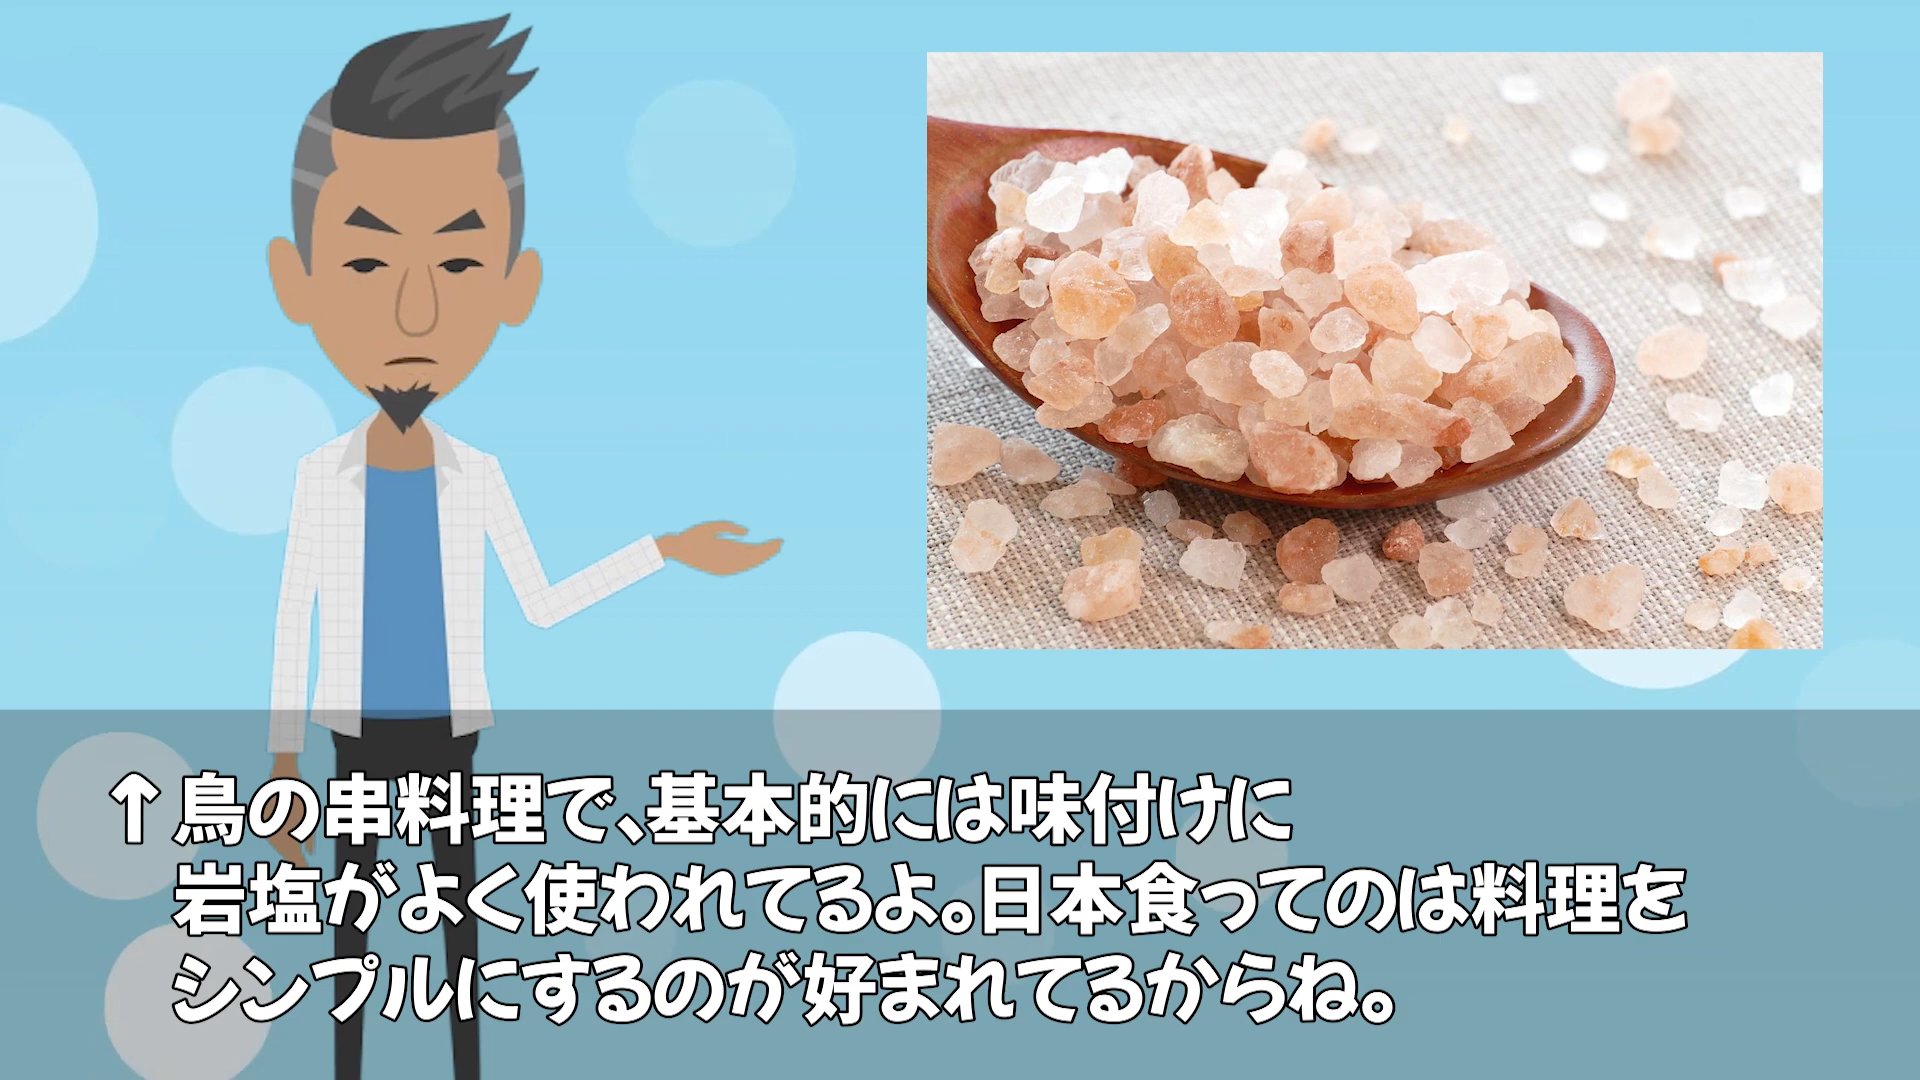 ↑鳥の串料理で、基本的には味付けに
岩塩がよく使われてるよ。日本食ってのは料理を
シンプルにするのが好まれてるからね。